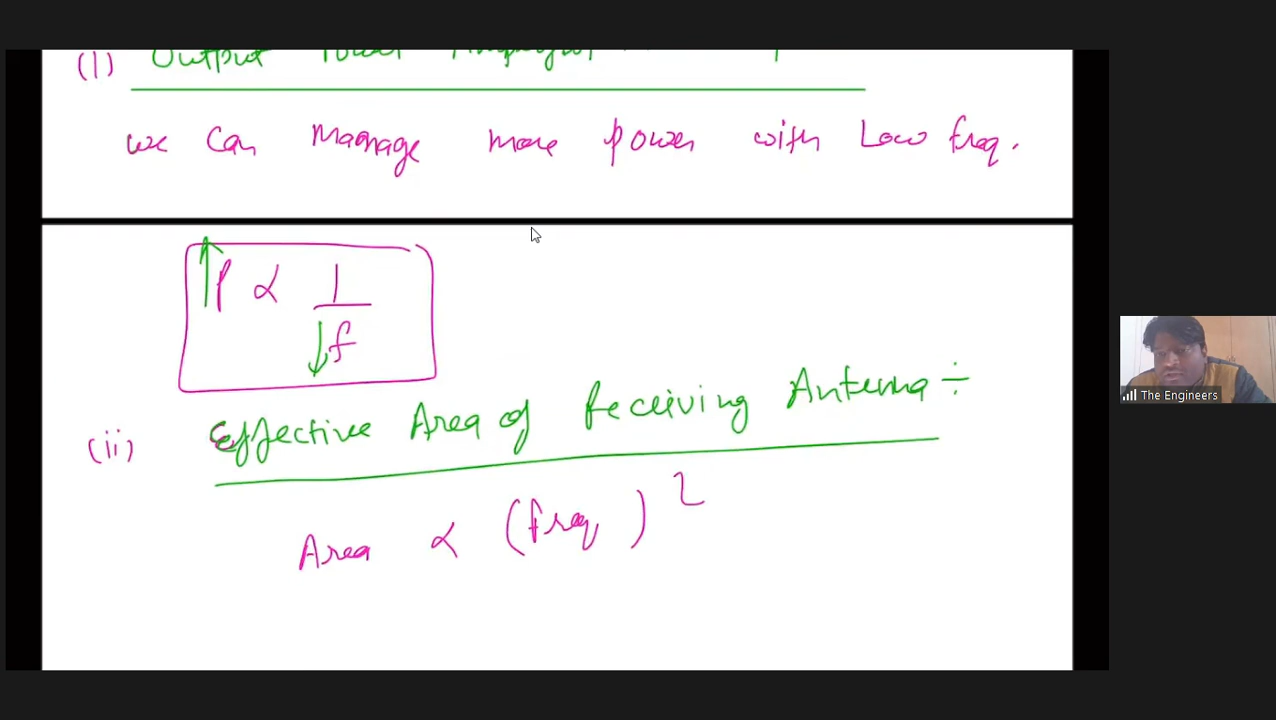 (I) Output Power
we can Manage more power with Low freq.
P ∝ 1/f
(ii) Effective Area of Receiving Antenna ÷
Area ∝ (freq)²
The Engineers